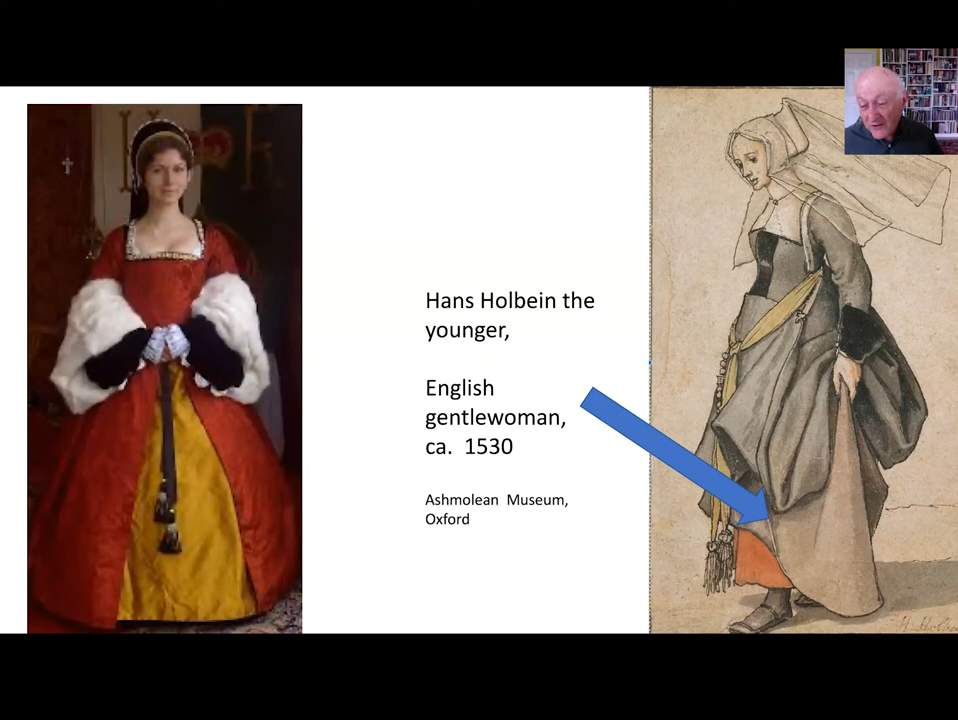 Hans Holbein the
younger,
English
gentlewoman,
ca. 1530
Ashmolean Museum,
Oxford